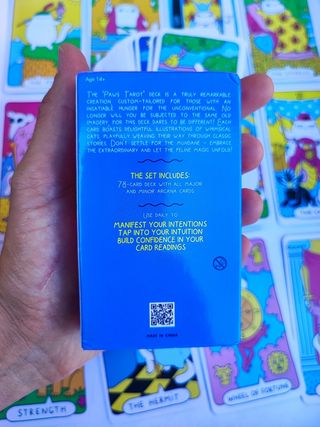 Age 14+
THE "PAWS TAROT" DECK IS A TRULY REMARKABLE
CREATION, CUSTOM-TAILORED FOR THOSE WITH AN
INSATIABLE HUNGER FOR THE UNCONVENTIONAL. NO
LONGER WILL YOU BE SUBJECTED TO THE SAME OLD
IMAGERY, FOR THIS DECK DARES TO BE DIFFERENT! EACH
CARD BOASTS DELIGHTFUL ILLUSTRATIONS OF WHIMSICAL
CATS PLAYFULLY WEAVING THEIR WAY THROUGH CLASSIC
STORIES. DON'T SETTLE FOR THE MUNDANE – EMBRACE
THE EXTRAORDINARY AND LET THE FELINE MAGIC UNFOLD!
THE SET INCLUDES:
78-CARD DECK WITH ALL MAJOR
AND MINOR ARCANA CARDS
USE DAILY TO
MANIFEST YOUR INTENTIONS
TAP INTO YOUR INTUITION
BUILD CONFIDENCE IN YOUR
CARD READINGS
MADE IN CHINA
STRENGTH
THE HERMIT
WHEEL OF FORTUNE